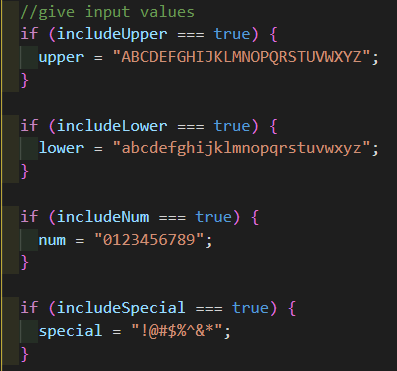 //give input values
if (includeUpper === true) {
  upper = "ABCDEFGHIJKLMNOPQRSTUVWXYZ";
}

if (includeLower === true) {
  lower = "abcdefghijklmnopqrstuvwxyz";
}

if (includeNum === true) {
  num = "0123456789";
}

if (includeSpecial === true) {
  special = "!@#$%^&*";
}